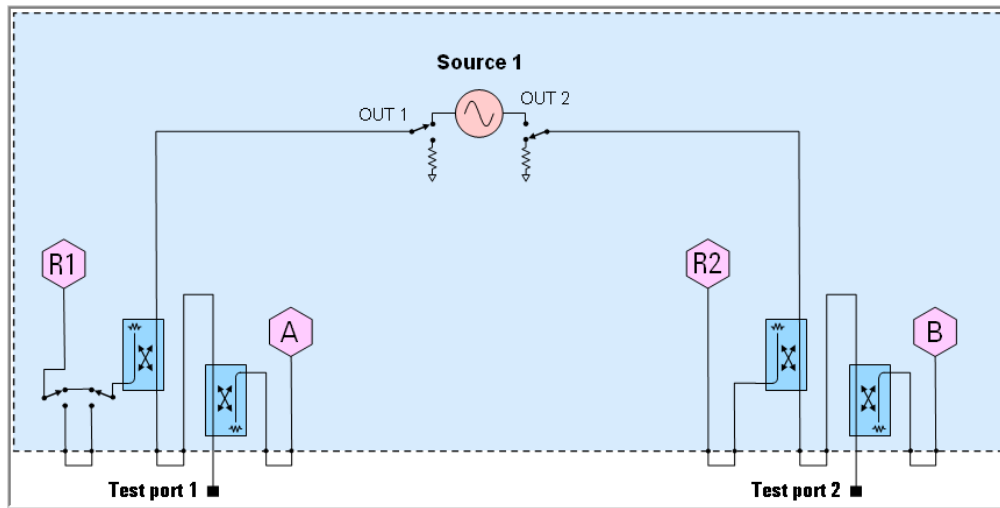 Source 1
OUT 1
OUT 2
R1
R2
A
B
Test port 1
Test port 2